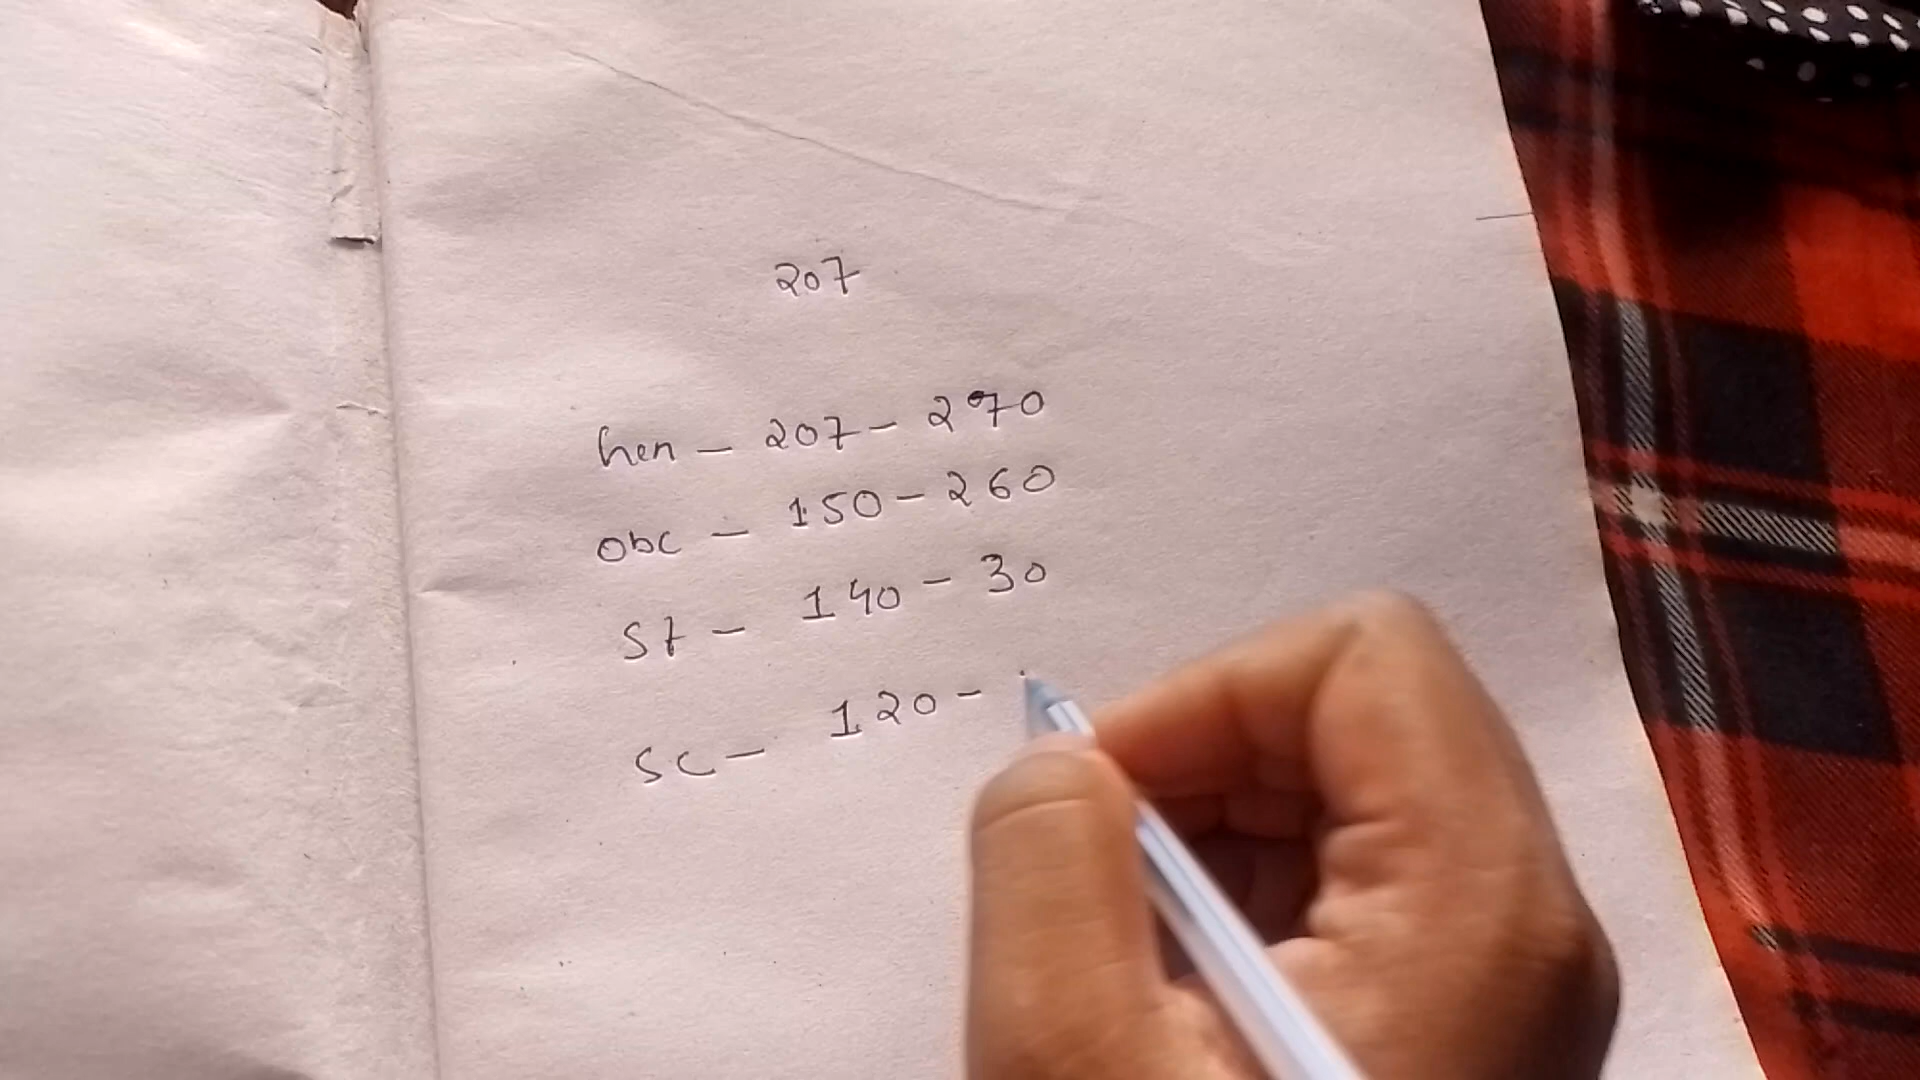 207
Gen - 207 - 270
obc - 150 - 260
st - 140 - 30
sc - 120 -